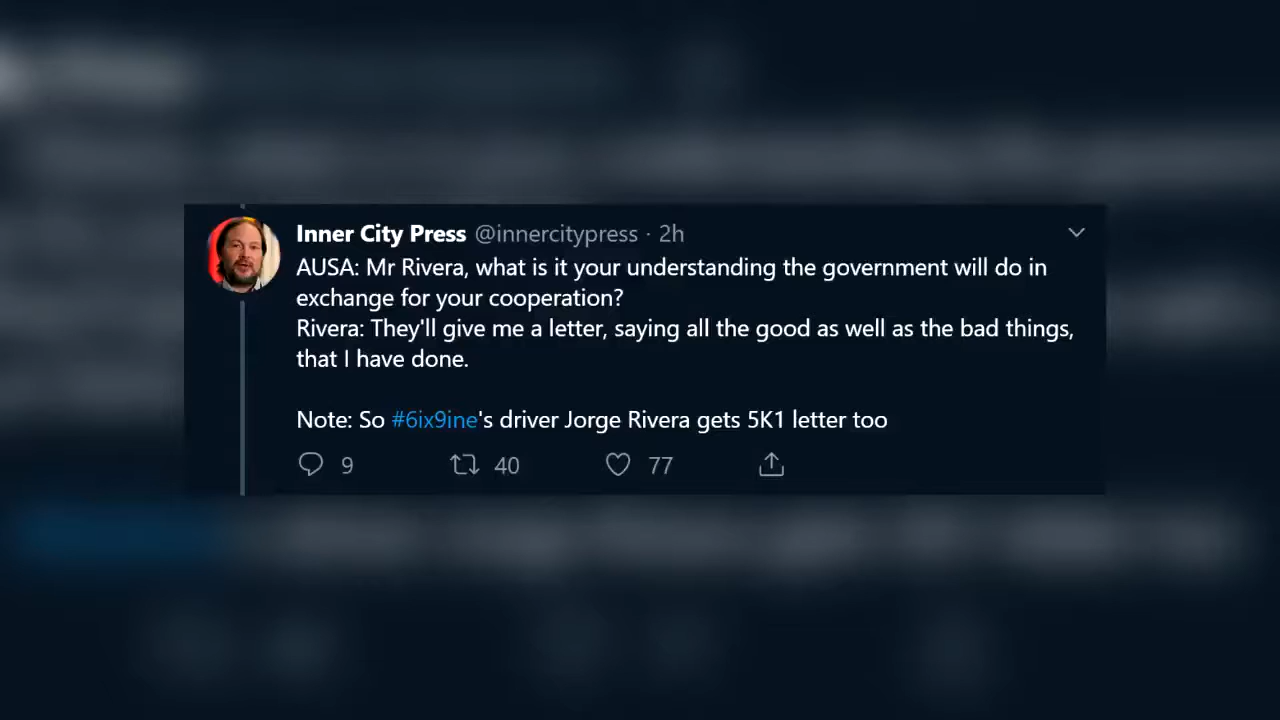 Inner City Press @innercitypress · 2h
AUSA: Mr Rivera, what is it your understanding the government will do in
exchange for your cooperation?
Rivera: They'll give me a letter, saying all the good as well as the bad things,
that I have done.
Note: So #6ix9ine's driver Jorge Rivera gets 5K1 letter too
9 40 77